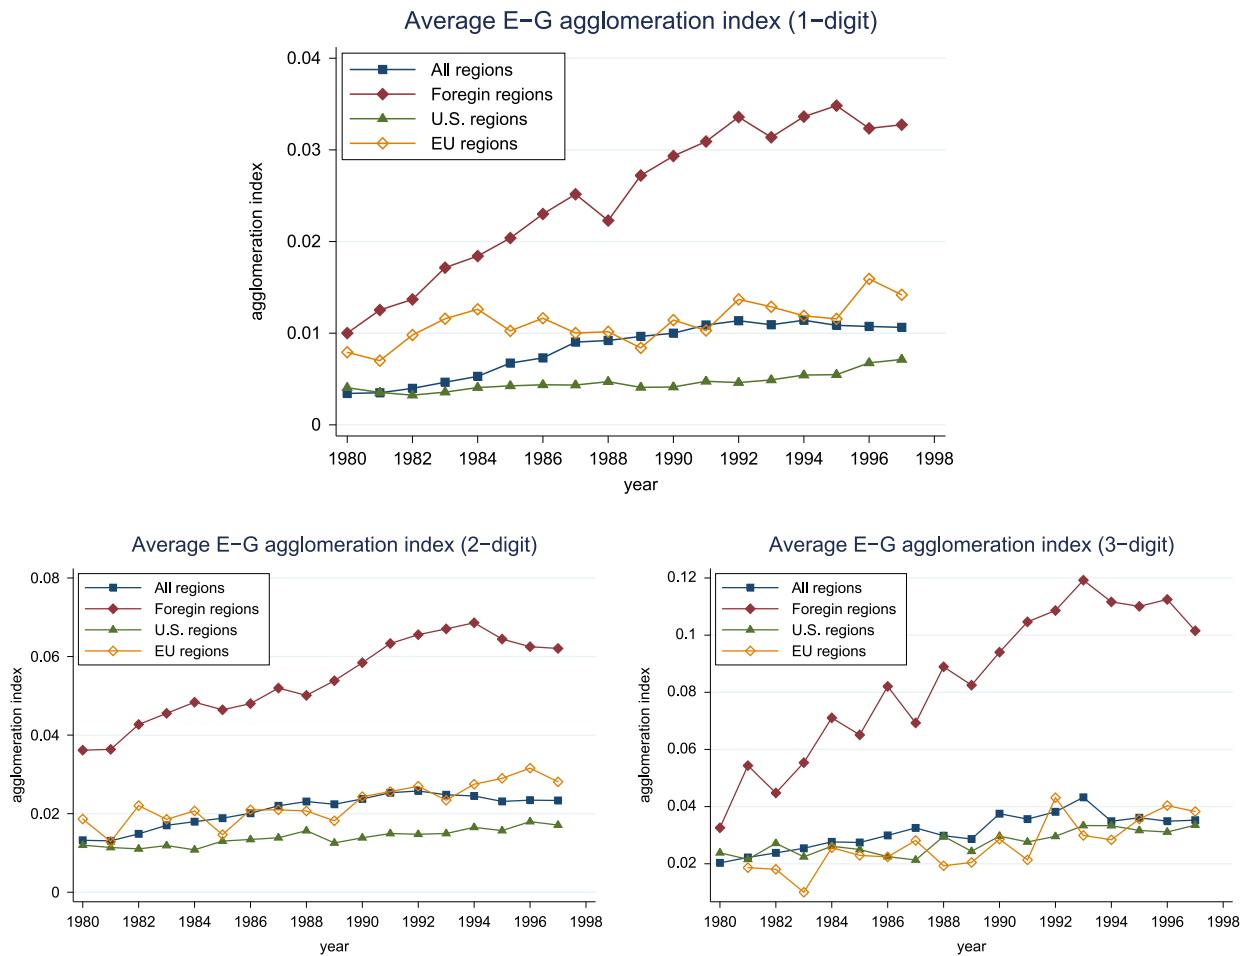 Average E−G agglomeration index (1−digit)
All regions
Foregin regions
U.S. regions
EU regions
agglomeration index
0.04
0.03
0.02
0.01
0
1980 1982 1984 1986 1988 1990 1992 1994 1996 1998
year
Average E−G agglomeration index (2−digit)
All regions
Foregin regions
U.S. regions
EU regions
agglomeration index
0.08
0.06
0.04
0.02
0
1980 1982 1984 1986 1988 1990 1992 1994 1996 1998
year
Average E−G agglomeration index (3−digit)
All regions
Foregin regions
U.S. regions
EU regions
agglomeration index
0.12
0.1
0.08
0.06
0.04
0.02
1980 1982 1984 1986 1988 1990 1992 1994 1996 1998
year